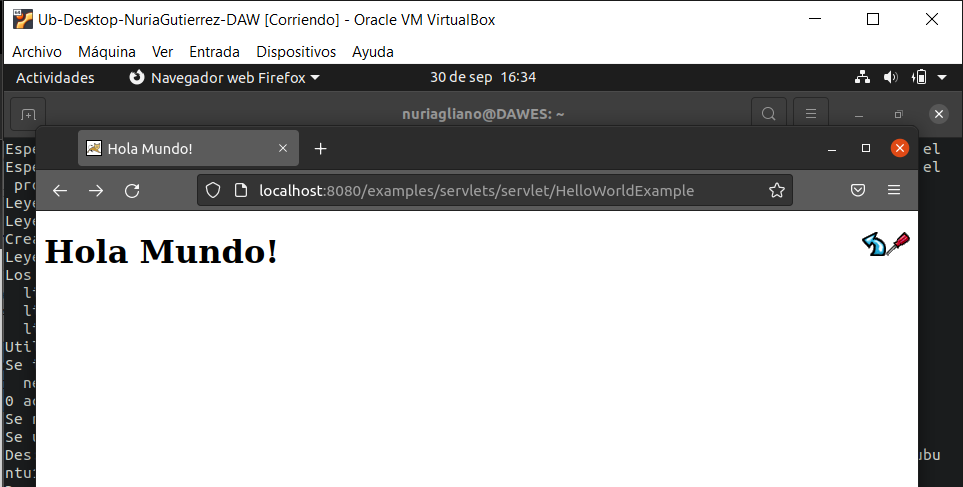 Ub-Desktop-NuriaGutierrez-DAW [Corriendo] - Oracle VM VirtualBox
Archivo Máquina Ver Entrada Dispositivos Ayuda
Actividades Navegador web Firefox 30 de sep 16:34
nuriagliano@DAWES: ~
Hola Mundo!
localhost:8080/examples/servlets/servlet/HelloWorldExample
Hola Mundo!
Espe el
Espe el
pro
Leye
Leye
Crea
Leye
Los
li
li
li
Util
Se
ne
0 ac
Se
Se
Des ubu
ntu